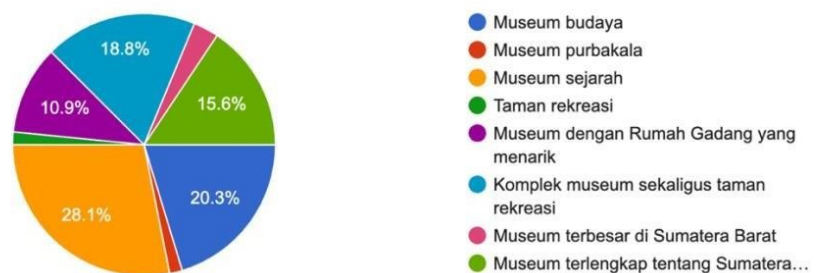 18.8%
10.9%
15.6%
20.3%
28.1%
Museum budaya
Museum purbakala
Museum sejarah
Taman rekreasi
Museum dengan Rumah Gadang yang
menarik
Komplek museum sekaligus taman
rekreasi
Museum terbesar di Sumatera Barat
Museum terlengkap tentang Sumatera…